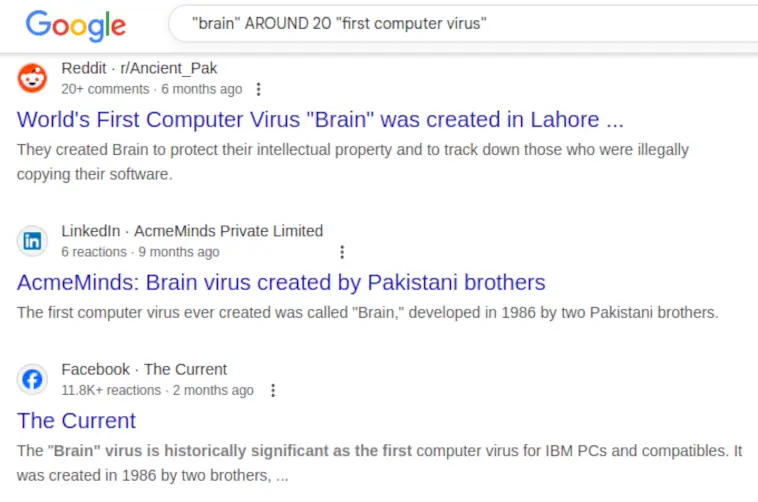 Google
"brain" AROUND 20 "first computer virus"
Reddit · r/Ancient_Pak
20+ comments · 6 months ago
World's First Computer Virus "Brain" was created in Lahore ...
They created Brain to protect their intellectual property and to track down those who were illegally
copying their software.
in
LinkedIn · AcmeMinds Private Limited
6 reactions · 9 months ago
AcmeMinds: Brain virus created by Pakistani brothers
The first computer virus ever created was called "Brain," developed in 1986 by two Pakistani brothers.
Facebook · The Current
11.8K+ reactions · 2 months ago
The Current
The "Brain" virus is historically significant as the first computer virus for IBM PCs and compatibles. It
was created in 1986 by two brothers, ...